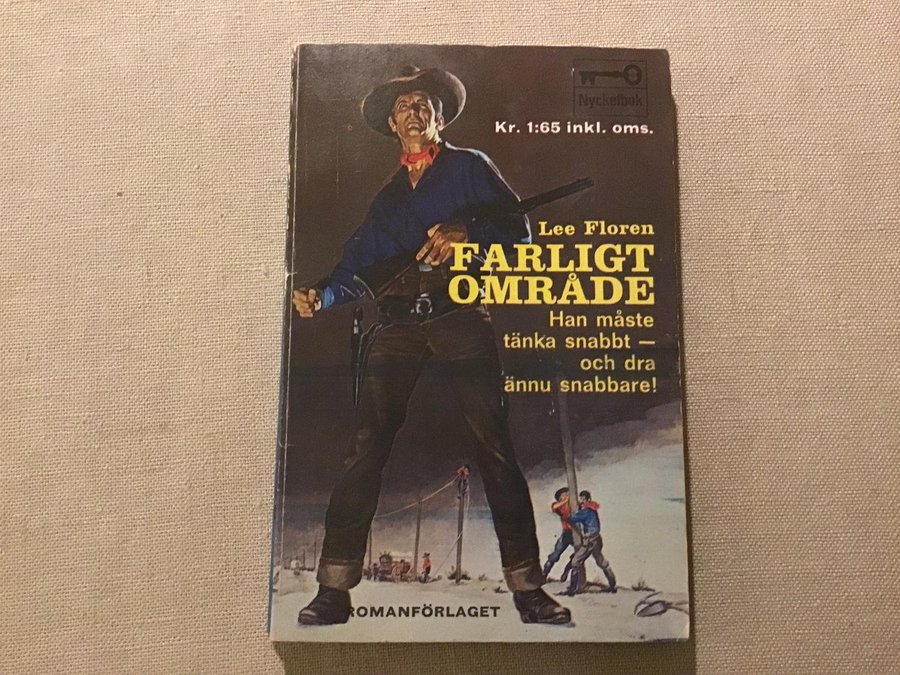 Nyckelbok
Kr. 1:65 inkl. oms.
Lee Floren
FARLIGT
OMRÅDE
Han måste
tänka snabbt —
och dra
ännu snabbare!
ROMANFÖRLAGET